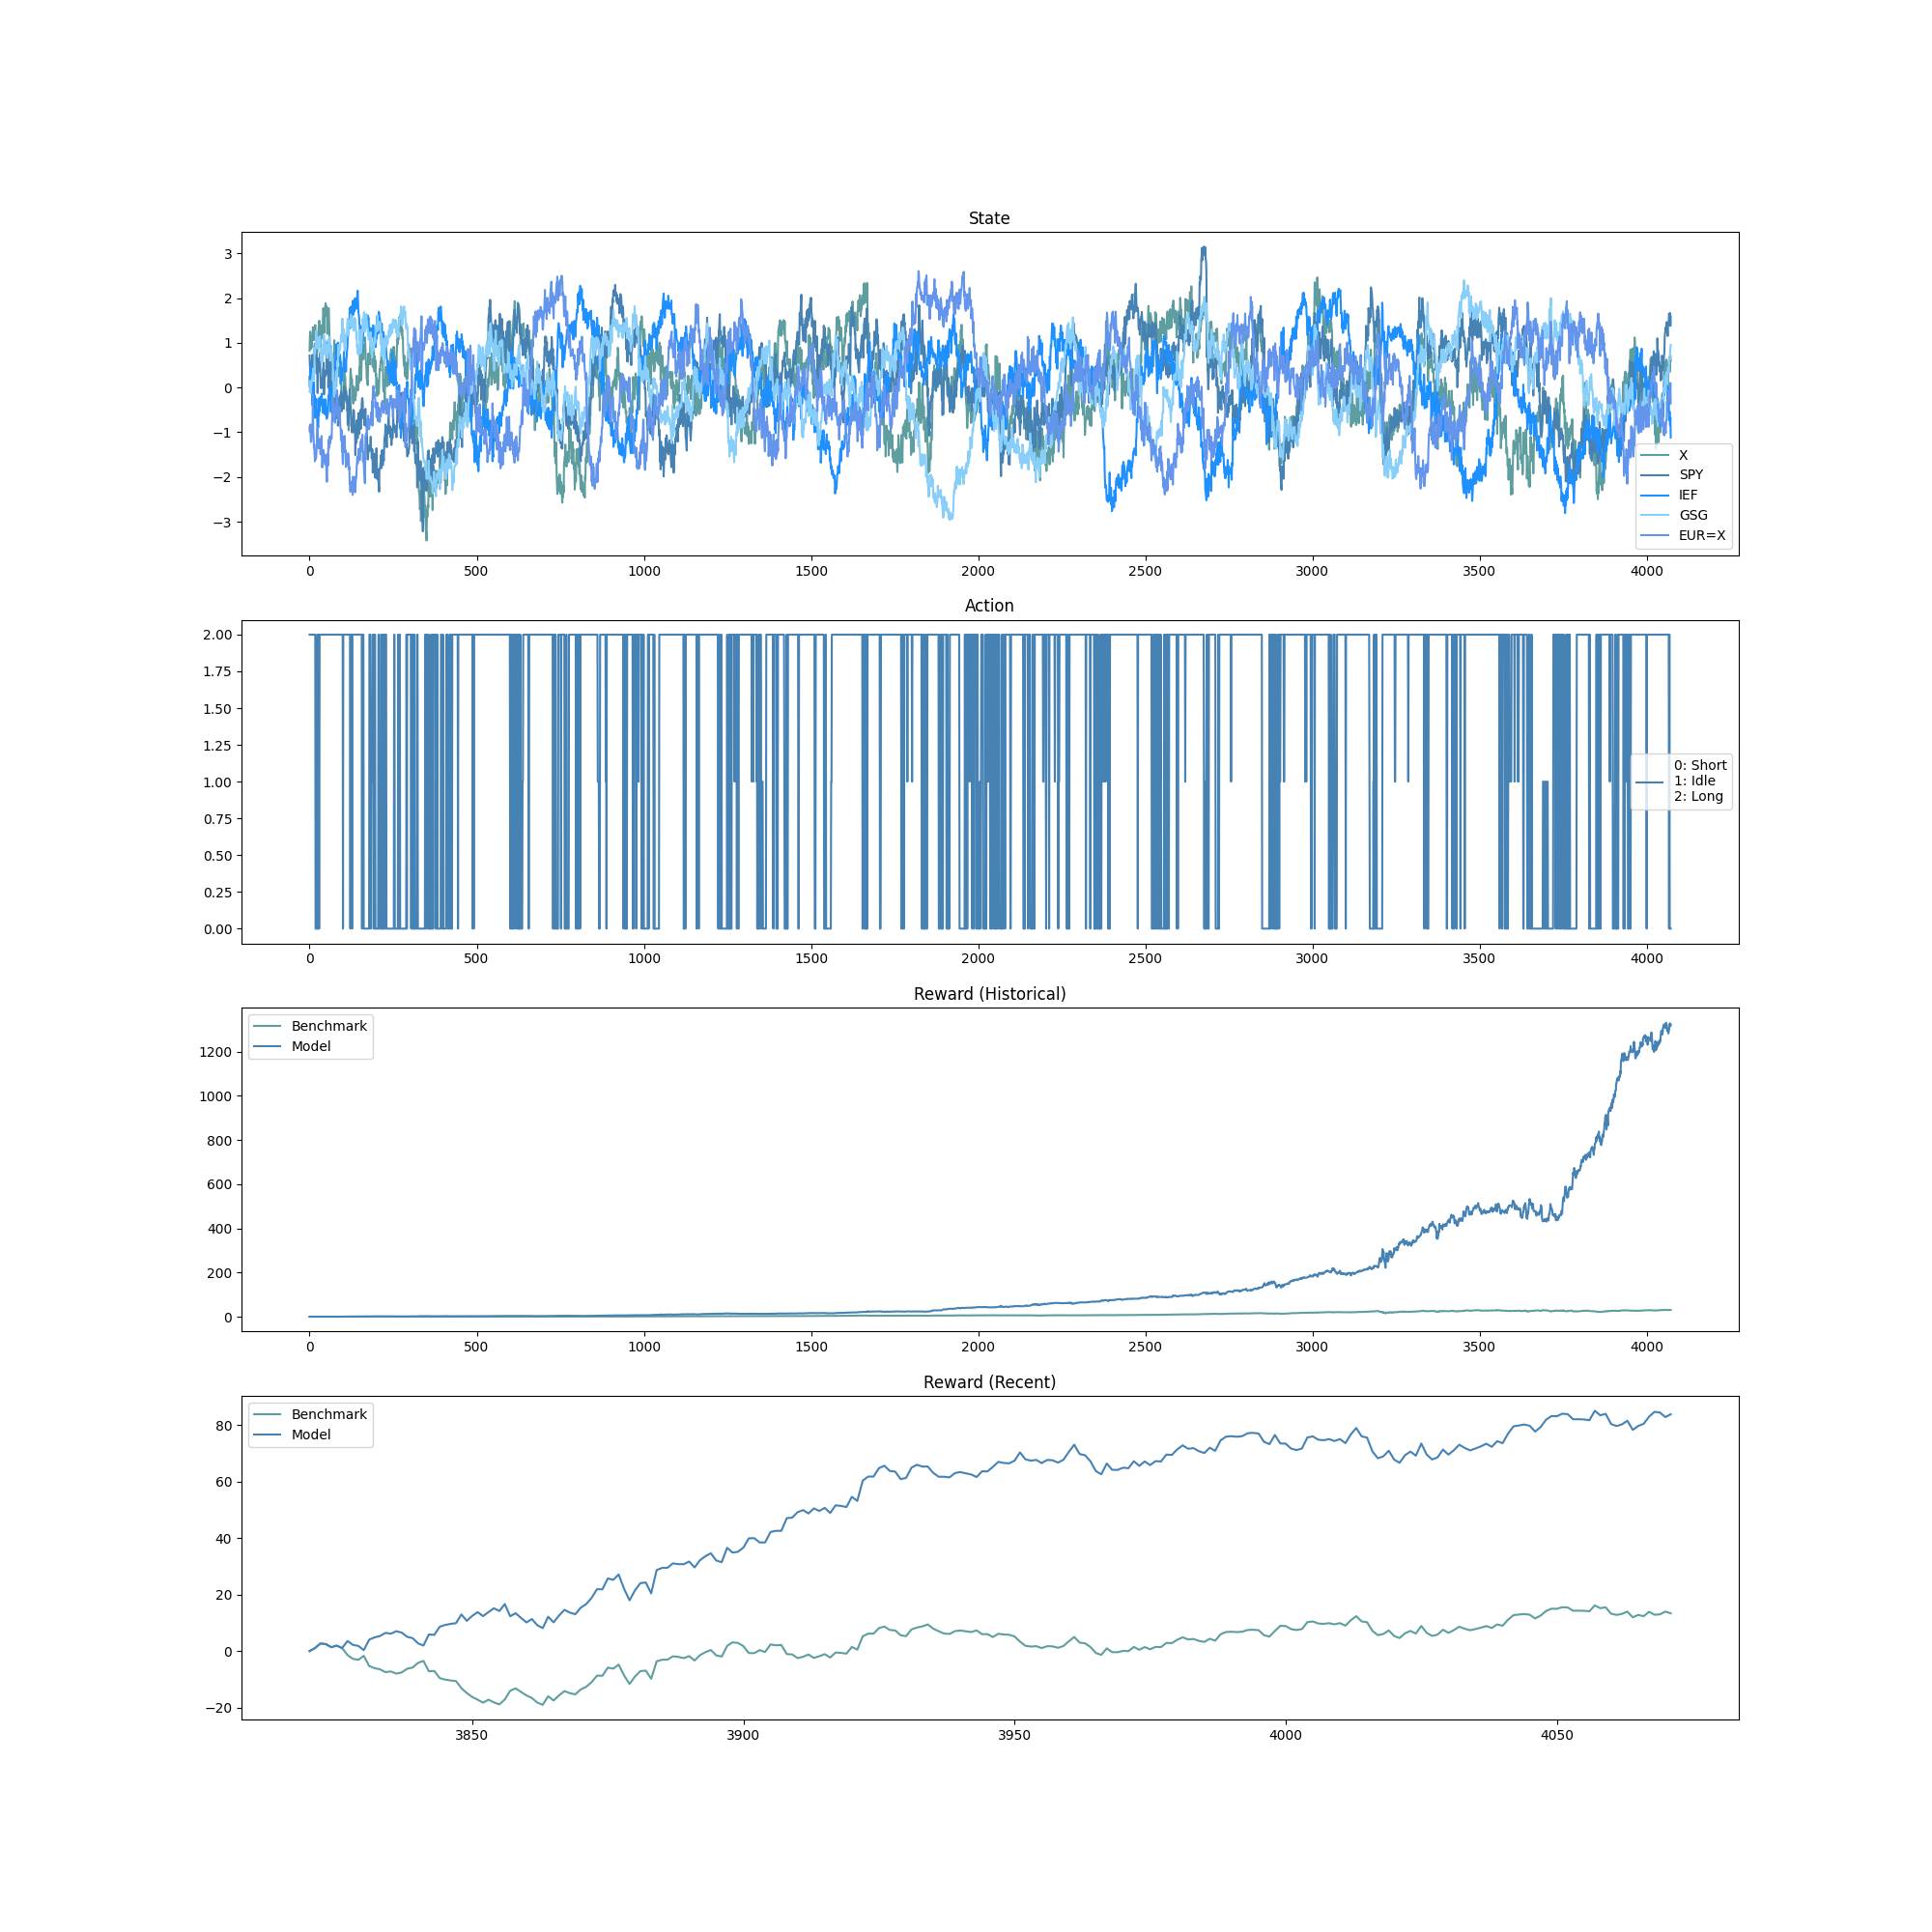 State
3
2
1
0
−1
−2
−3
X
SPY
IEF
GSG
EUR=X
0 500 1000 1500 2000 2500 3000 3500 4000
Action
2.00
1.75
1.50
1.25
1.00
0.75
0.50
0.25
0.00
0: Short
1: Idle
2: Long
0 500 1000 1500 2000 2500 3000 3500 4000
Reward (Historical)
Benchmark
Model
1200
1000
800
600
400
200
0
0 500 1000 1500 2000 2500 3000 3500 4000
Reward (Recent)
Benchmark
Model
80
60
40
20
0
−20
3850 3900 3950 4000 4050